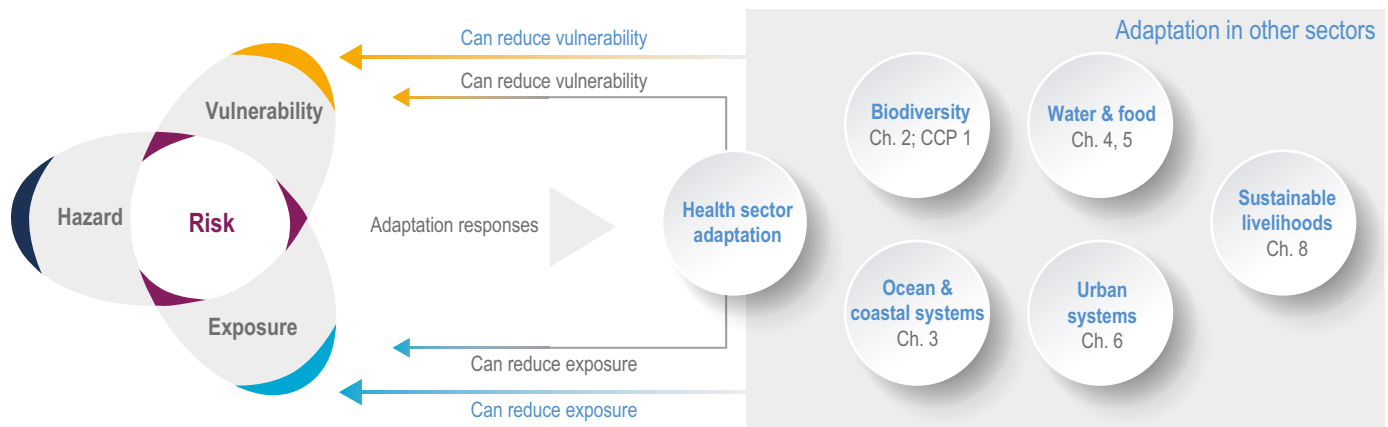 Can reduce vulnerability
Adaptation in other sectors
Can reduce vulnerability
Vulnerability
Biodiversity
Ch. 2; CCP 1
Water & food
Ch. 4, 5
Hazard
Risk
Adaptation responses
Health sector
adaptation
Sustainable
livelihoods
Ch. 8
Exposure
Ocean &
coastal systems
Ch. 3
Urban
systems
Ch. 6
Can reduce exposure
Can reduce exposure